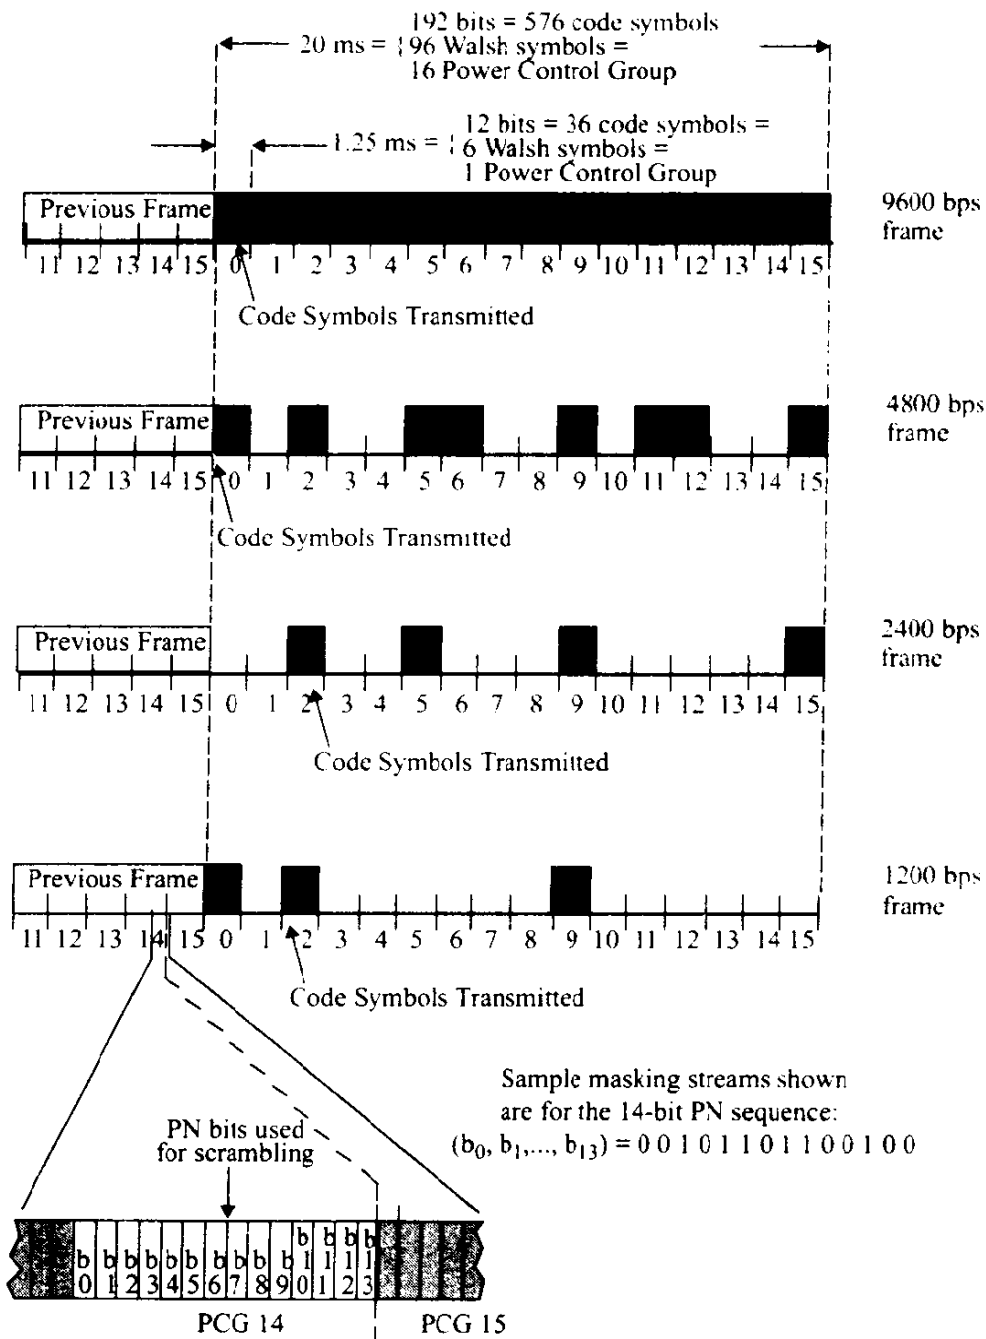 192 bits = 576 code symbols
20 ms = 96 Walsh symbols =
16 Power Control Group
12 bits = 36 code symbols =
1.25 ms = 6 Walsh symbols =
1 Power Control Group
Previous Frame
9600 bps
frame
11 12 13 14 15 0 1 2 3 4 5 6 7 8 9 10 11 12 13 14 15
Code Symbols Transmitted
Previous Frame
4800 bps
frame
11 12 13 14 15 0 1 2 3 4 5 6 7 8 9 10 11 12 13 14 15
Code Symbols Transmitted
Previous Frame
2400 bps
frame
11 12 13 14 15 0 1 2 3 4 5 6 7 8 9 10 11 12 13 14 15
Code Symbols Transmitted
Previous Frame
1200 bps
frame
11 12 13 14 15 0 1 2 3 4 5 6 7 8 9 10 11 12 13 14 15
Code Symbols Transmitted
Sample masking streams shown
are for the 14-bit PN sequence:
(b0, b1,..., b13) = 0 0 1 0 1 1 0 1 1 0 0 1 0 0
PN bits used
for scrambling
b0 b1 b2 b3 b4 b5 b6 b7 b8 b9 b10 b11 b12 b13
PCG 14 PCG 15